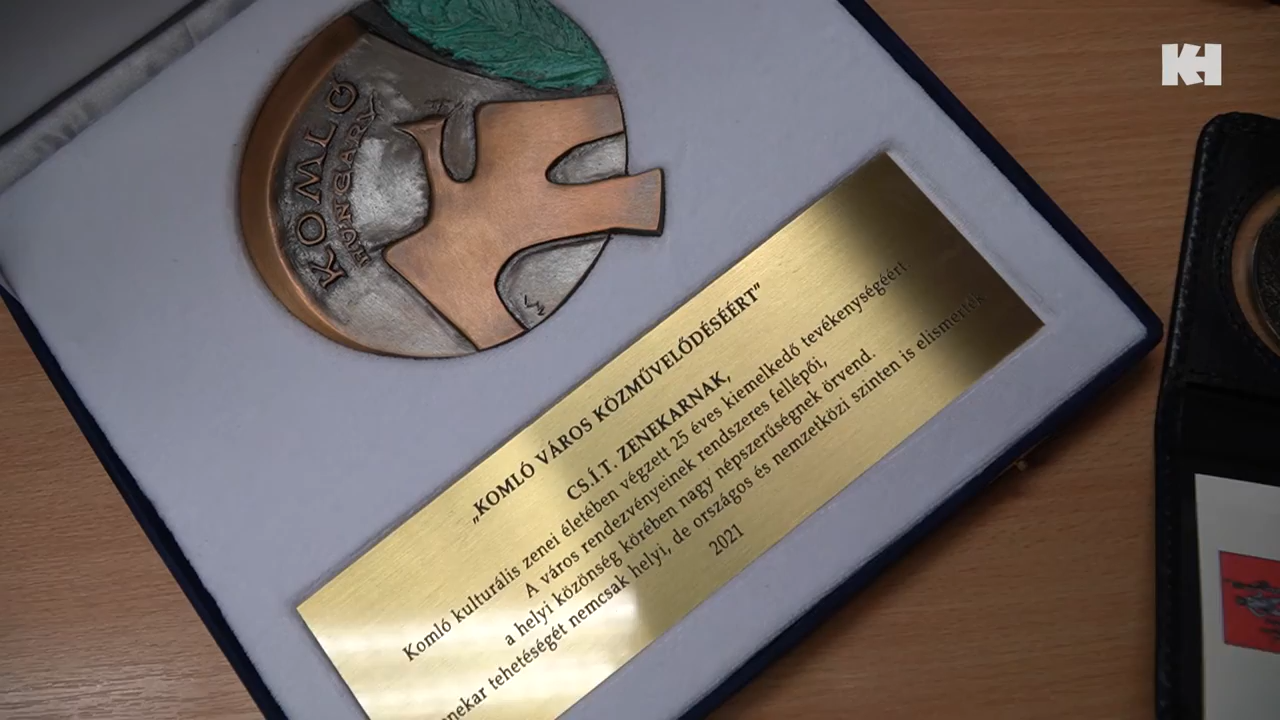 KH
KOMLÓ
HUNGARY
„KOMLÓ VÁROS KÖZMŰVELŐDÉSÉÉRT”
CS.Í.T. ZENEKARNAK,
Komló kulturális zenei életében végzett 25 éves kiemelkedő tevékenységéért
A város rendezvényeinek rendszeres fellépői,
a helyi közönség körében nagy népszerűségnek örvend.
tehetségét nemcsak helyi, de országos és nemzetközi szinten is elismerték
2021